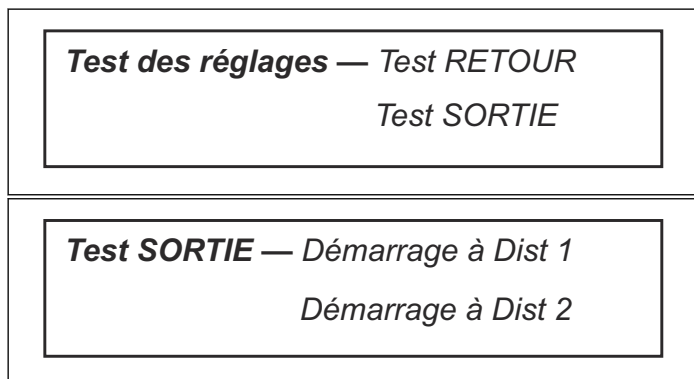 Test des réglages — Test RETOUR
Test SORTIE
Test SORTIE — Démarrage à Dist 1
Démarrage à Dist 2